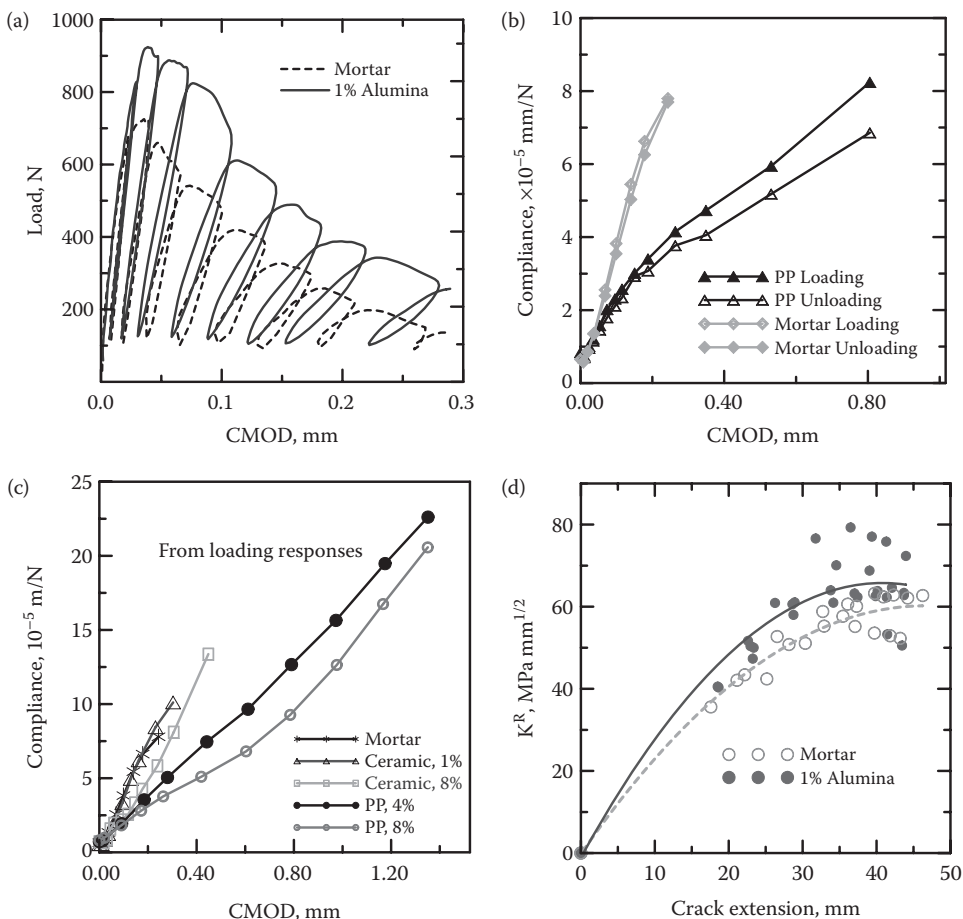 (a)
1000
800
600
400
200
Load, N
0.0
0.1
0.2
0.3
CMOD, mm
Mortar
1% Alumina
(b)
10
8
6
4
2
0
Compliance, ×10⁻⁵ mm/N
0.00
0.40
0.80
CMOD, mm
PP Loading
PP Unloading
Mortar Loading
Mortar Unloading
(c)
25
20
15
10
5
0
Compliance, 10⁻⁵ m/N
From loading responses
0.00
0.40
0.80
1.20
CMOD, mm
Mortar
Ceramic, 1%
Ceramic, 8%
PP, 4%
PP, 8%
(d)
80
60
40
20
0
Kᴿ, MPa mm¹/²
0
10
20
30
40
50
Crack extension, mm
Mortar
1% Alumina